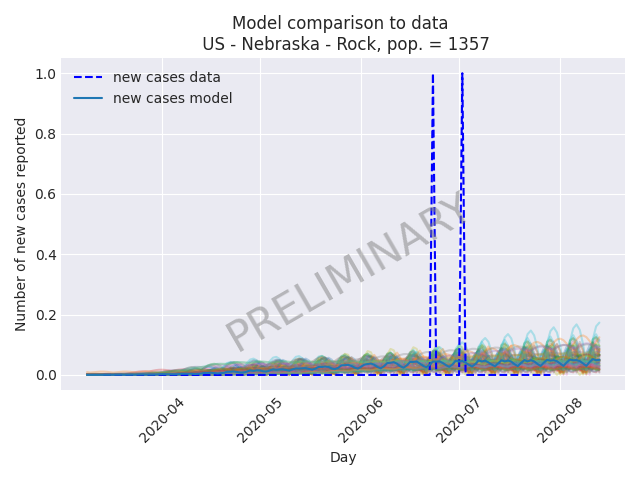 Model comparison to data
US - Nebraska - Rock, pop. = 1357
new cases data
new cases model
Number of new cases reported
1.0
0.8
0.6
0.4
0.2
0.0
PRELIMINARY
2020-04
2020-05
2020-06
2020-07
2020-08
Day